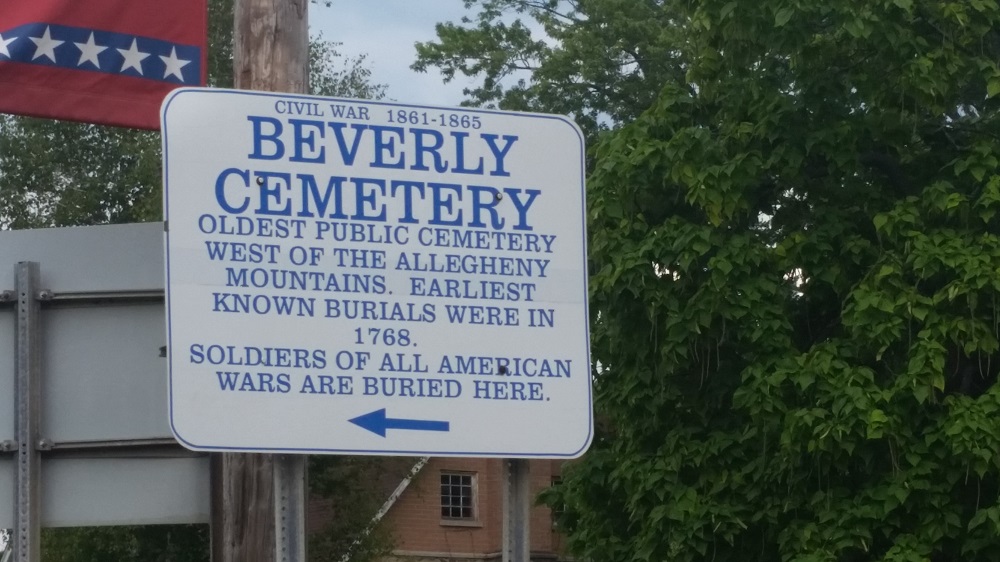 CIVIL WAR 1861-1865
BEVERLY
CEMETERY
OLDEST PUBLIC CEMETERY
WEST OF THE ALLEGHENY
MOUNTAINS. EARLIEST
KNOWN BURIALS WERE IN
1768.
SOLDIERS OF ALL AMERICAN
WARS ARE BURIED HERE.